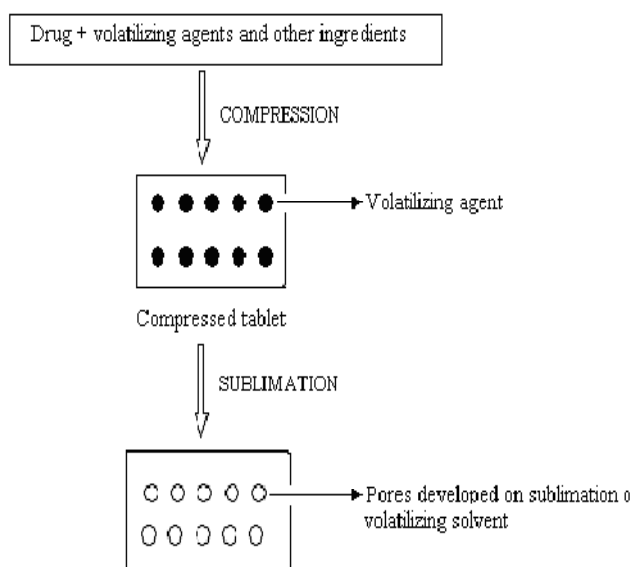 Drug + volatilizing agents and other ingredients
COMPRESSION
Volatilizing agent
Compressed tablet
SUBLIMATION
Pores developed on sublimation o
volatilizing solvent